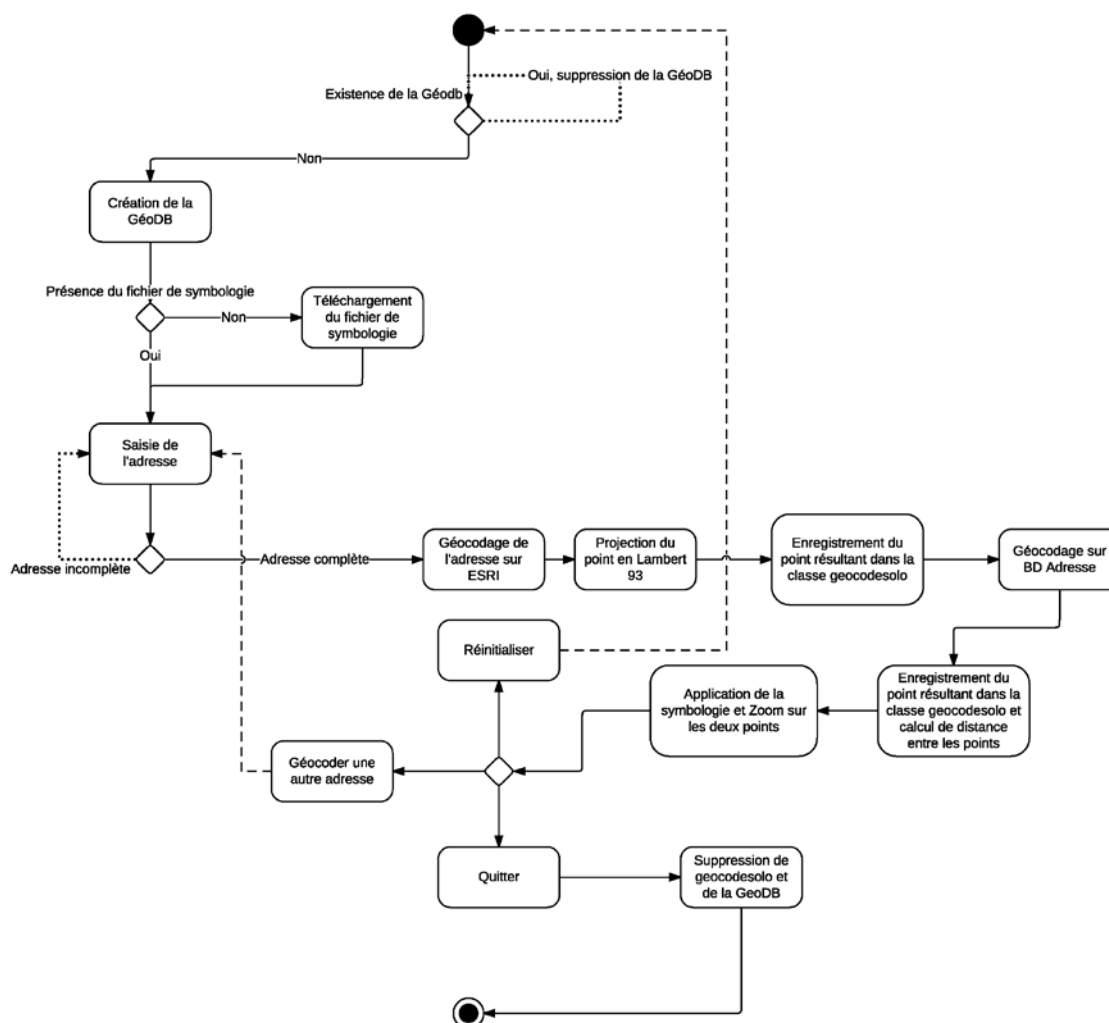 Oui, suppression de la GéoDB
Existence de la Géodb
Non
Création de la
GéoDB
Présence du fichier de symbologie
Non
Téléchargement
du fichier de
symbologie
Oui
Saisie de
l'adresse
Adresse incomplète
Adresse complète
Géocodage de
l'adresse sur
ESRI
Projection du
point en Lambert
93
Enregistrement du
point résultant dans la
classe geocodesolo
Géocodage sur
BD Adresse
Réinitialiser
Application de la
symbologie et Zoom sur
les deux points
Enregistrement du
point résultant dans la
classe geocodesolo et
calcul de distance
entre les points
Géocoder une
autre adresse
Quitter
Suppression de
geocodesolo et
de la GeoDB